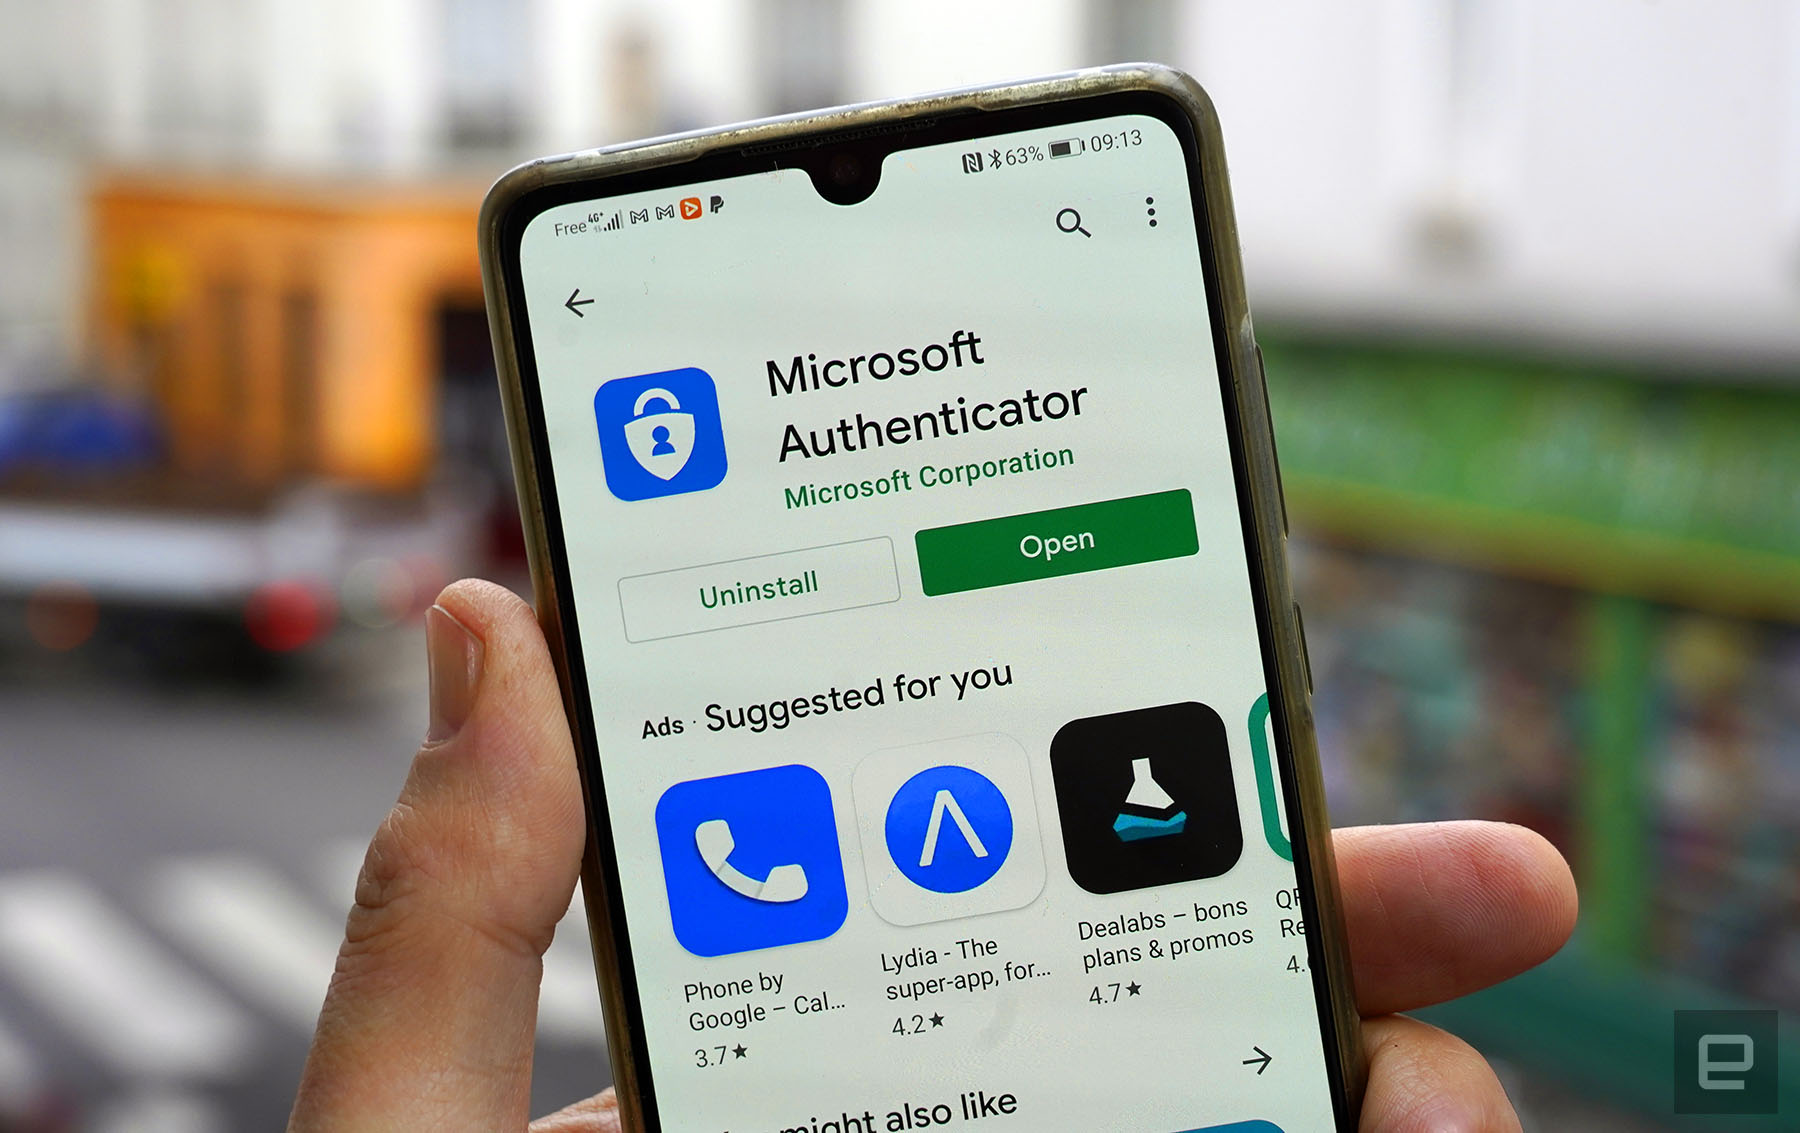 Free 4G+
63% 09:13
Microsoft
Authenticator
Microsoft Corporation
Uninstall
Open
Ads · Suggested for you
Phone by
Google – Cal...
3.7★
Lydia - The
super-app, for...
4.2★
Dealabs – bons
plans & promos
4.7★
Re
4.
might also like
e